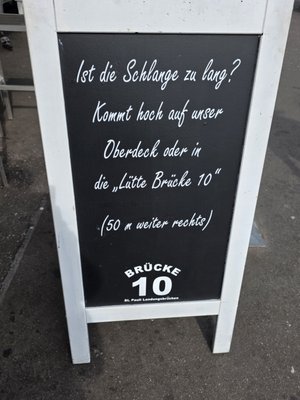 Ist die Schlange zu lang?
Kommt hoch auf unser
Oberdeck oder in
die „Lütte Brücke 10"
(50 m weiter rechts)
BRÜCKE
10
St. Pauli Landungsbrücken